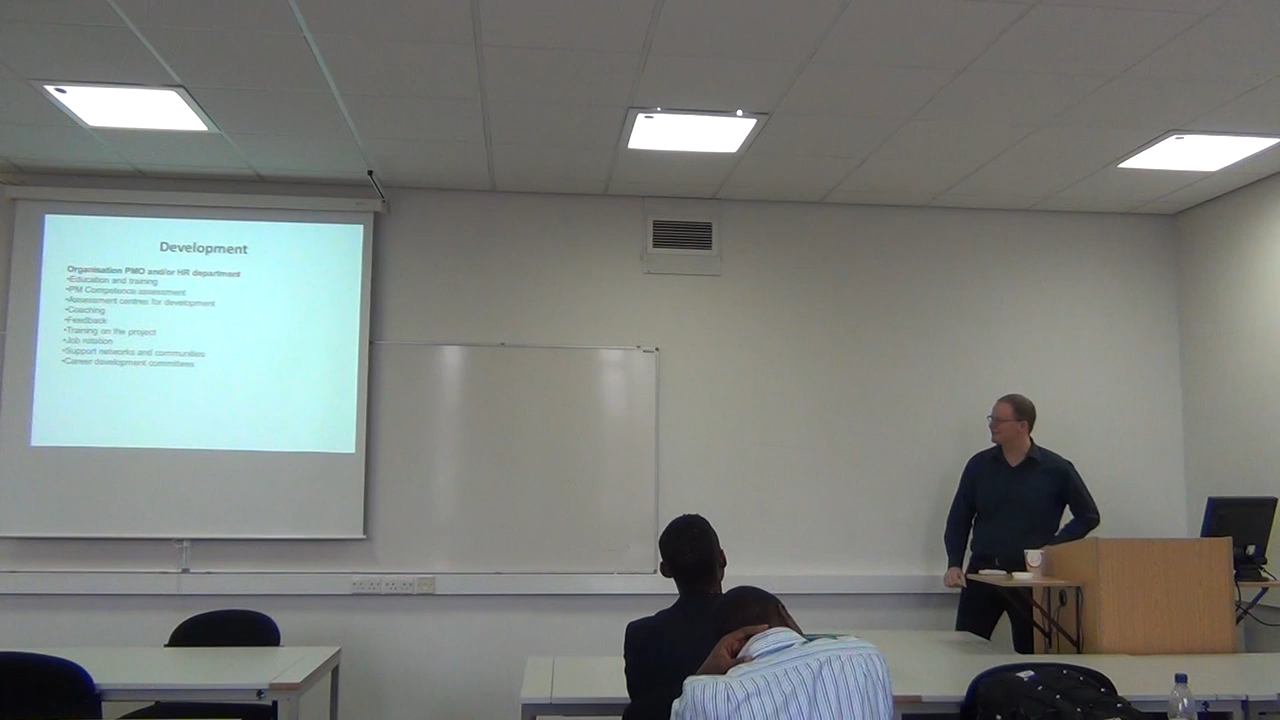 Development
Organisation PMO and/or HR department
•Education and training
•PM Competence assessment
•Assessment centres for development
•Coaching
•Feedback
•Training on the project
•Job rotation
•Support networks and communities
•Career development committees